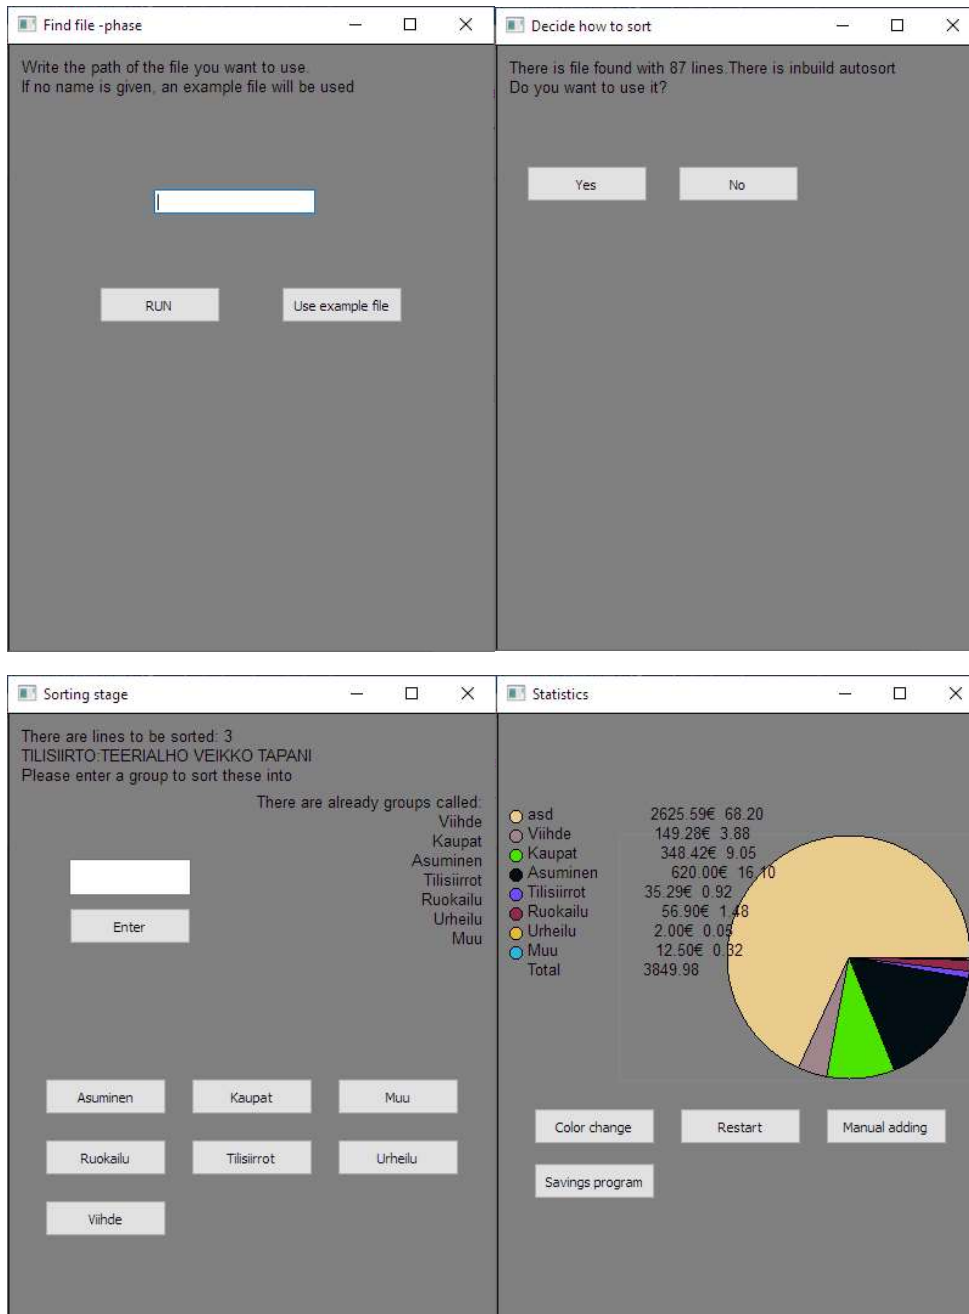 Find file -phase
Write the path of the file you want to use.
If no name is given, an example file will be used
RUN
Use example file
Decide how to sort
There is file found with 87 lines.There is inbuild autosort
Do you want to use it?
Yes
No
Sorting stage
There are lines to be sorted: 3
TILISIIRTO:TEERIALHO VEIKKO TAPANI
Please enter a group to sort these into
There are already groups called:
Viihde
Kaupat
Asuminen
Tilisiirrot
Ruokailu
Urheilu
Muu
Enter
Asuminen Kaupat Muu
Ruokailu Tilisiirrot Urheilu
Viihde
Statistics
asd 2625.59€ 68.20
Viihde 149.28€ 3.88
Kaupat 348.42€ 9.05
Asuminen 620.00€ 16.10
Tilisiirrot 35.29€ 0.92
Ruokailu 56.90€ 1.48
Urheilu 2.00€ 0.05
Muu 12.50€ 0.32
Total 3849.98
Color change Restart Manual adding
Savings program